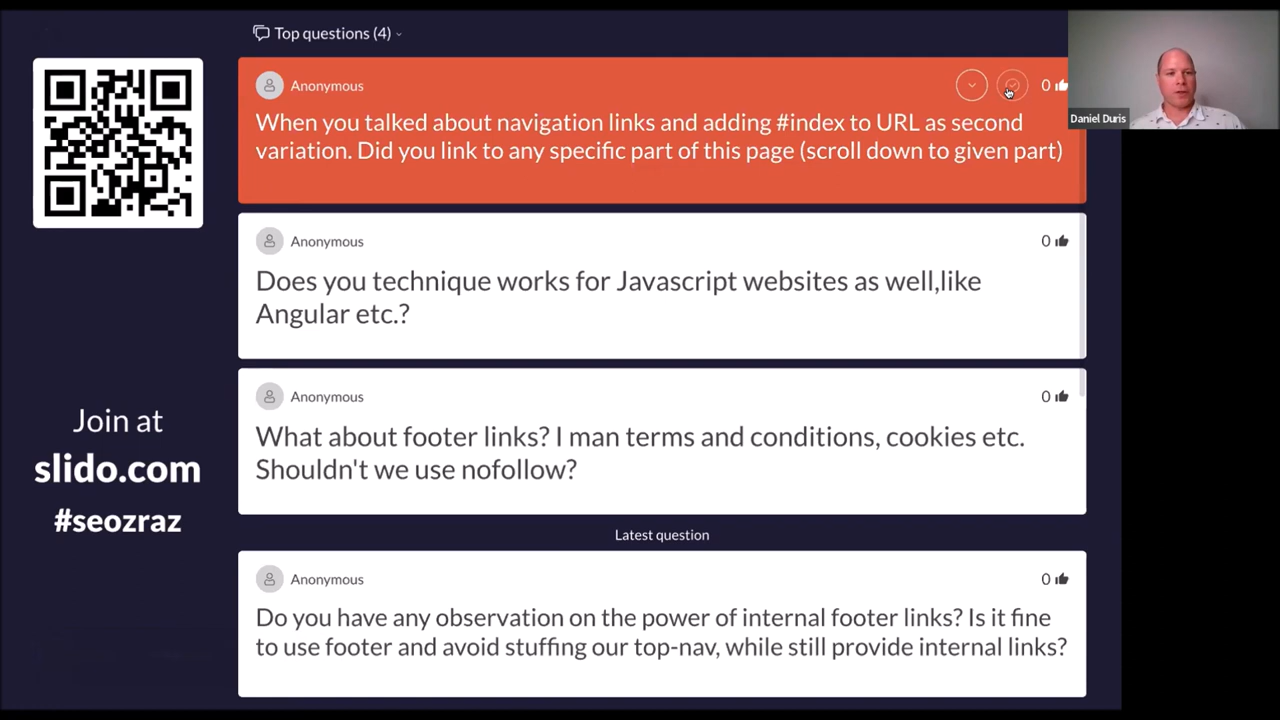 Top questions (4)
Anonymous
0
When you talked about navigation links and adding #index to URL as second
variation. Did you link to any specific part of this page (scroll down to given part)
Daniel Duris
Anonymous
0
Does you technique works for Javascript websites as well,like
Angular etc.?
Anonymous
0
What about footer links? I man terms and conditions, cookies etc.
Shouldn't we use nofollow?
Join at
slido.com
#seozraz
Latest question
Anonymous
0
Do you have any observation on the power of internal footer links? Is it fine
to use footer and avoid stuffing our top-nav, while still provide internal links?